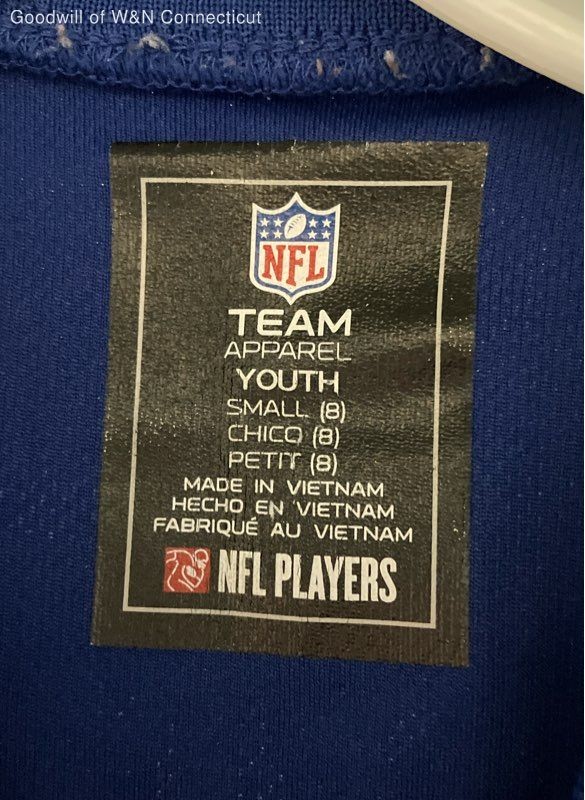 Goodwill of W&N Connecticut
NFL
TEAM
APPAREL
YOUTH
SMALL (8)
CHICO (8)
PETIT (8)
MADE IN VIETNAM
HECHO EN VIETNAM
FABRIQUÉ AU VIETNAM
NFL PLAYERS